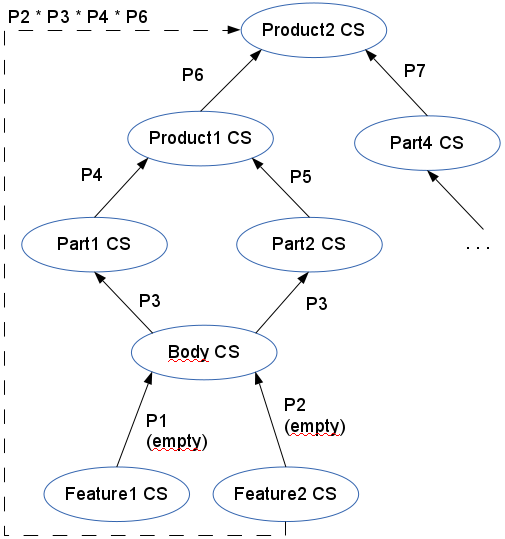 P2 * P3 * P4 * P6
Product2 CS
P6
P7
Product1 CS
Part4 CS
P4
P5
Part1 CS
Part2 CS
. . .
P3
P3
Body CS
P1
(empty)
P2
(empty)
Feature1 CS
Feature2 CS